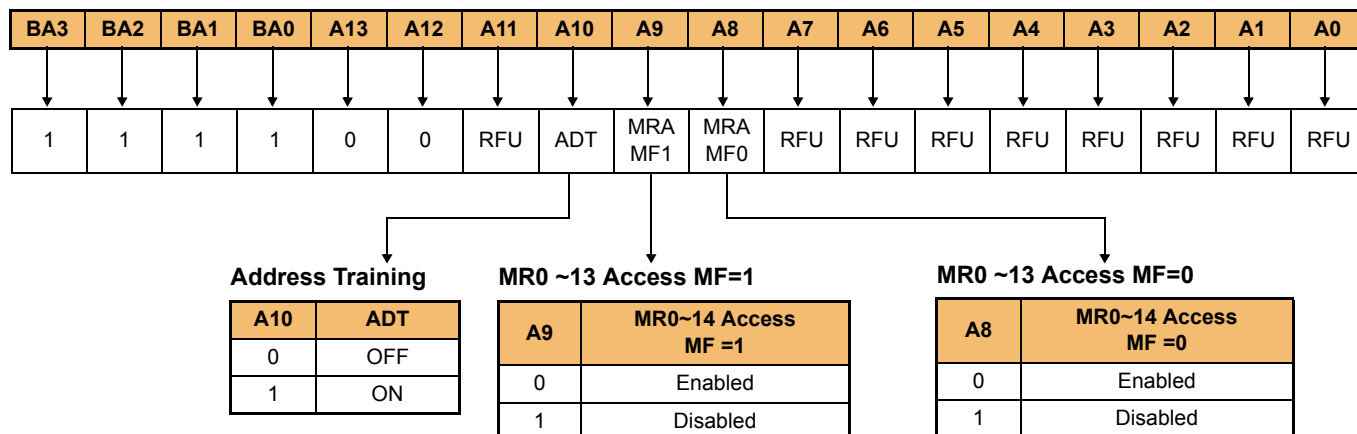 BA3 BA2 BA1 BA0 A13 A12 A11 A10 A9 A8 A7 A6 A5 A4 A3 A2 A1 A0
1 1 1 1 0 0 RFU ADT MRA MF1 MRA MF0 RFU RFU RFU RFU RFU RFU RFU RFU
Address Training
A10 ADT
0 OFF
1 ON
MR0 ~13 Access MF=1
A9 MR0~14 Access
MF =1
0 Enabled
1 Disabled
MR0 ~13 Access MF=0
A8 MR0~14 Access
MF =0
0 Enabled
1 Disabled